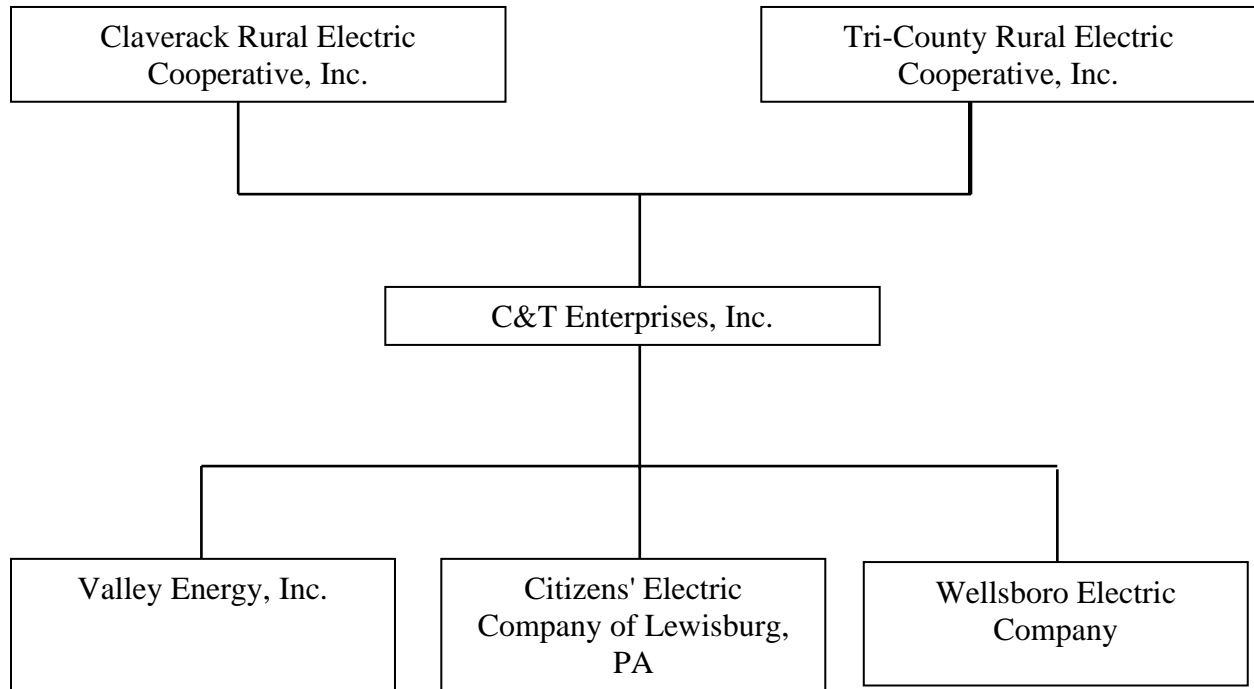 Claverack Rural Electric
Cooperative, Inc.
Tri-County Rural Electric
Cooperative, Inc.
C&T Enterprises, Inc.
Valley Energy, Inc.
Citizens' Electric
Company of Lewisburg,
PA
Wellsboro Electric
Company